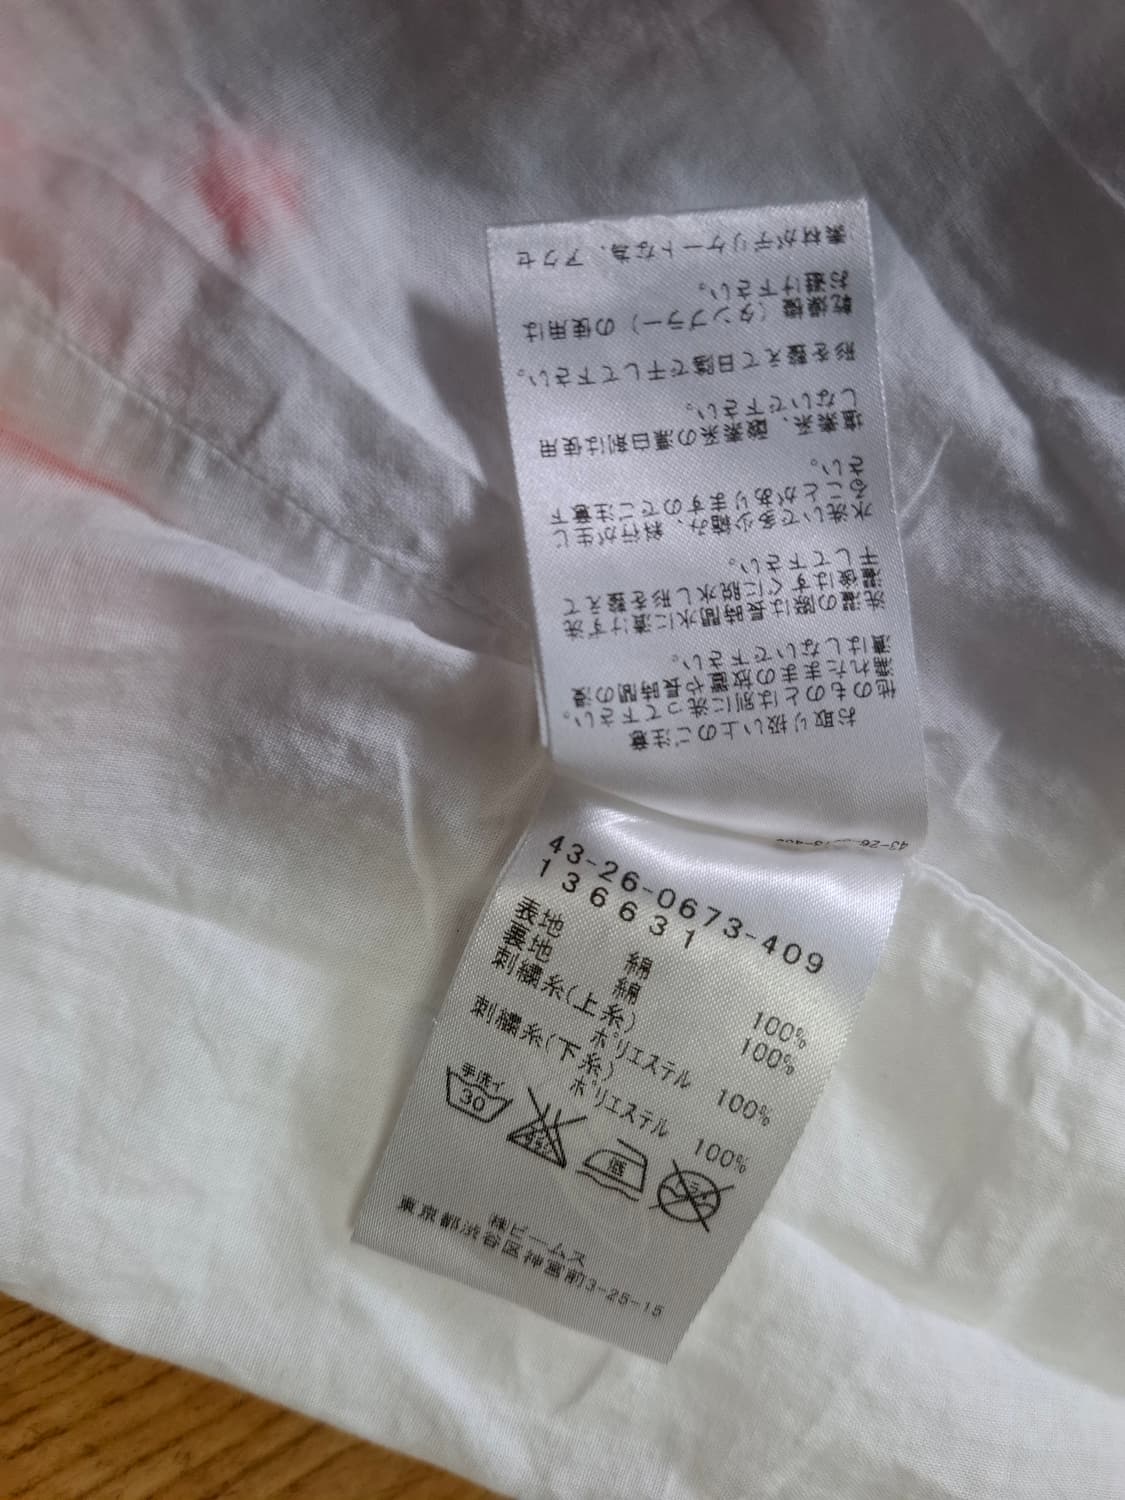 お取り扱い上のご注意
他のものとは別に洗って下さい。
濡れたままの放置や長時間の浸
漬はしないで下さい。
洗濯の際は長時間水に漬けず洗
濯後はすぐに脱水し形を整えて
干して下さい。
水洗いで多少縮み、斜行が生じ
ることがありますのでご注意下
さい。
塩素系、酸素系の漂白剤は使用
しないで下さい。
形を整えて日陰で干して下さい。
乾燥機（タンブラー）の使用は
お避け下さい。
素材がデリケートな為、アクセ
43-26-0673-409
136631
表地 綿 100%
裏地 綿 100%
刺繍糸(上糸)
ポリエステル 100%
刺繍糸(下糸)
ポリエステル 100%
手洗イ
30
エンソ
低
ドライ
㈱ビームス
東京都渋谷区神宮前3-25-15